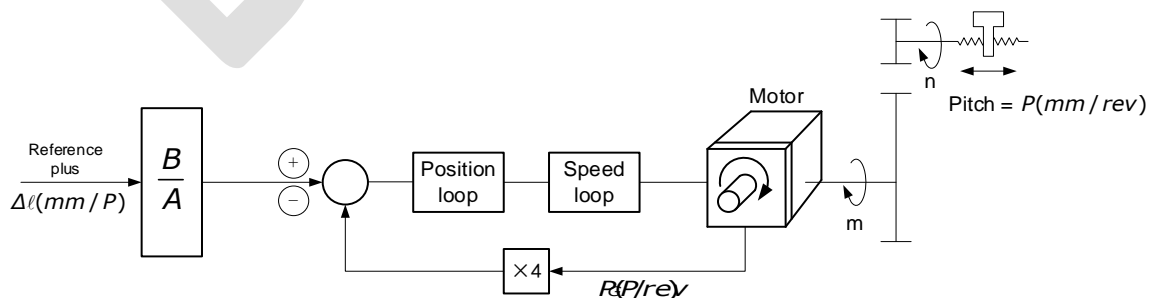 n
Pitch = P(mm / rev)
Motor
Reference
plus
Δℓ(mm / P)
B
A
+
−
Position
loop
Speed
loop
m
×4